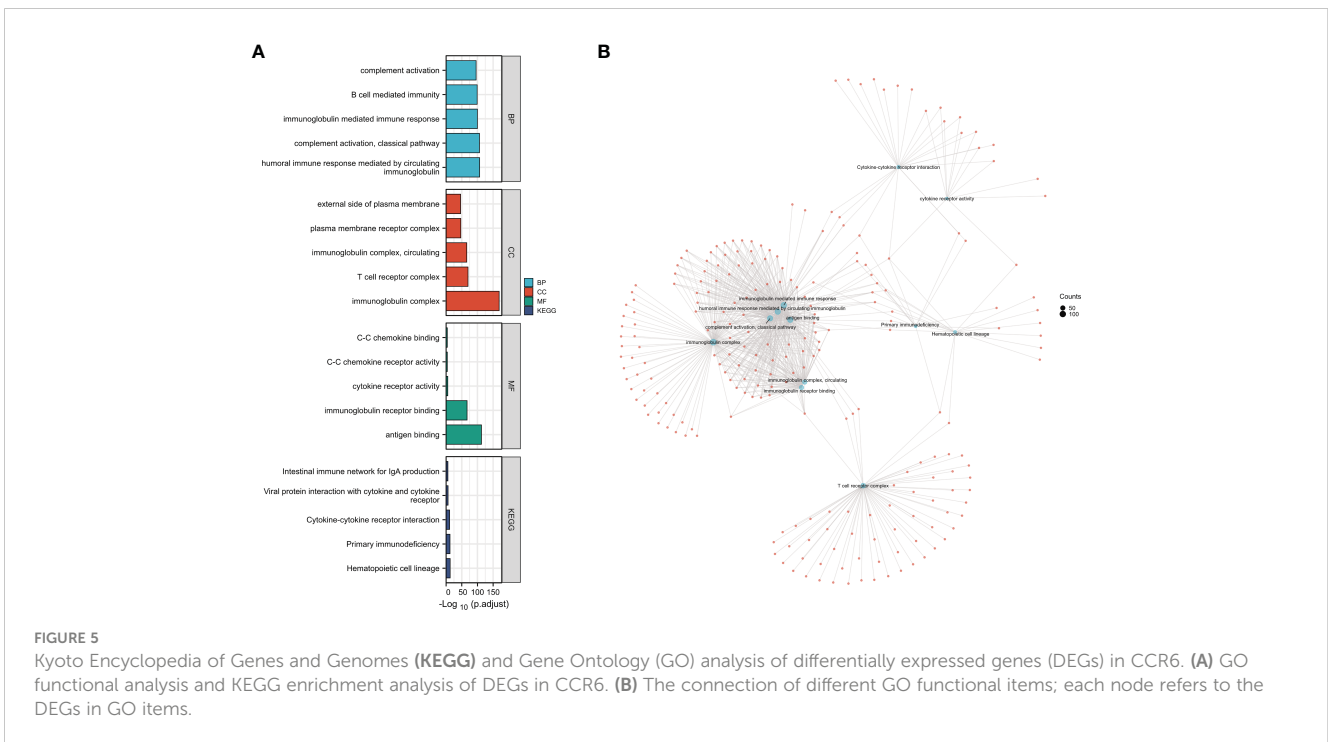 A
complement activation
B cell mediated immunity
immunoglobulin mediated immune response
complement activation, classical pathway
humoral immune response mediated by circulating
immunoglobulin
BP
external side of plasma membrane
plasma membrane receptor complex
immunoglobulin complex, circulating
T cell receptor complex
immunoglobulin complex
CC
C-C chemokine binding
C-C chemokine receptor activity
cytokine receptor activity
immunoglobulin receptor binding
antigen binding
MF
Intestinal immune network for IgA production
Viral protein interaction with cytokine and cytokine
receptor
Cytokine-cytokine receptor interaction
Primary immunodeficiency
Hematopoietic cell lineage
KEGG
0 50 100 150
-Log 10 (p.adjust)
BP
CC
MF
KEGG
B
Cytokine-cytokine receptor interaction
cytokine receptor activity
immunoglobulin mediated immune response
humoral immune response mediated by circulating immunoglobulin
antigen binding
complement activation, classical pathway
immunoglobulin complex
Primary immunodeficiency
Hematopoietic cell lineage
immunoglobulin complex, circulating
immunoglobulin receptor binding
T cell receptor complex
Counts
50
100
FIGURE 5
Kyoto Encyclopedia of Genes and Genomes (KEGG) and Gene Ontology (GO) analysis of differentially expressed genes (DEGs) in CCR6. (A) GO
functional analysis and KEGG enrichment analysis of DEGs in CCR6. (B) The connection of different GO functional items; each node refers to the
DEGs in GO items.